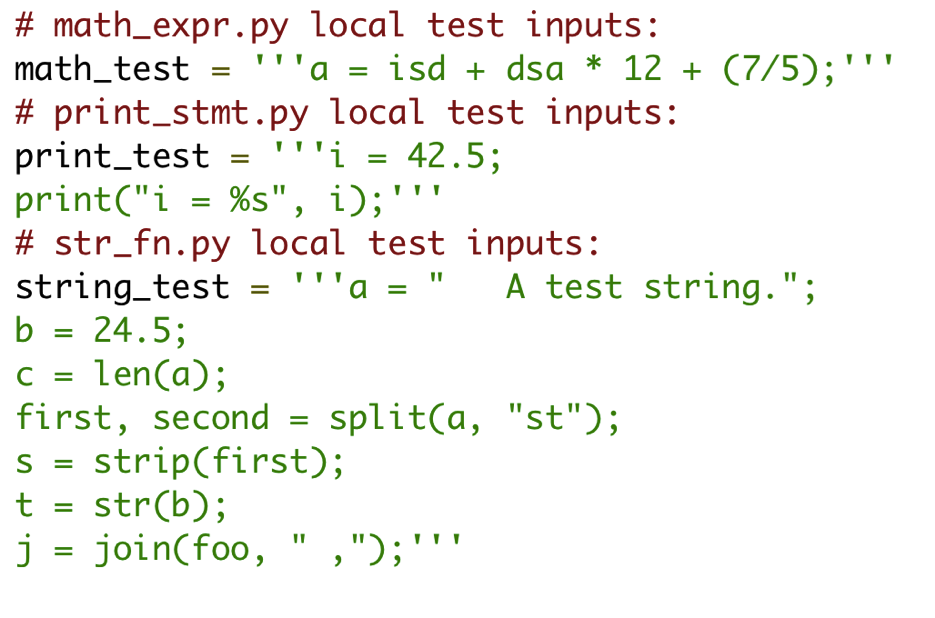 # math_expr.py local test inputs:
math_test = '''a = isd + dsa * 12 + (7/5);'''
# print_stmt.py local test inputs:
print_test = '''i = 42.5;
print("i = %s", i);'''
# str_fn.py local test inputs:
string_test = '''a = "   A test string.";
b = 24.5;
c = len(a);
first, second = split(a, "st");
s = strip(first);
t = str(b);
j = join(foo, " ,");'''